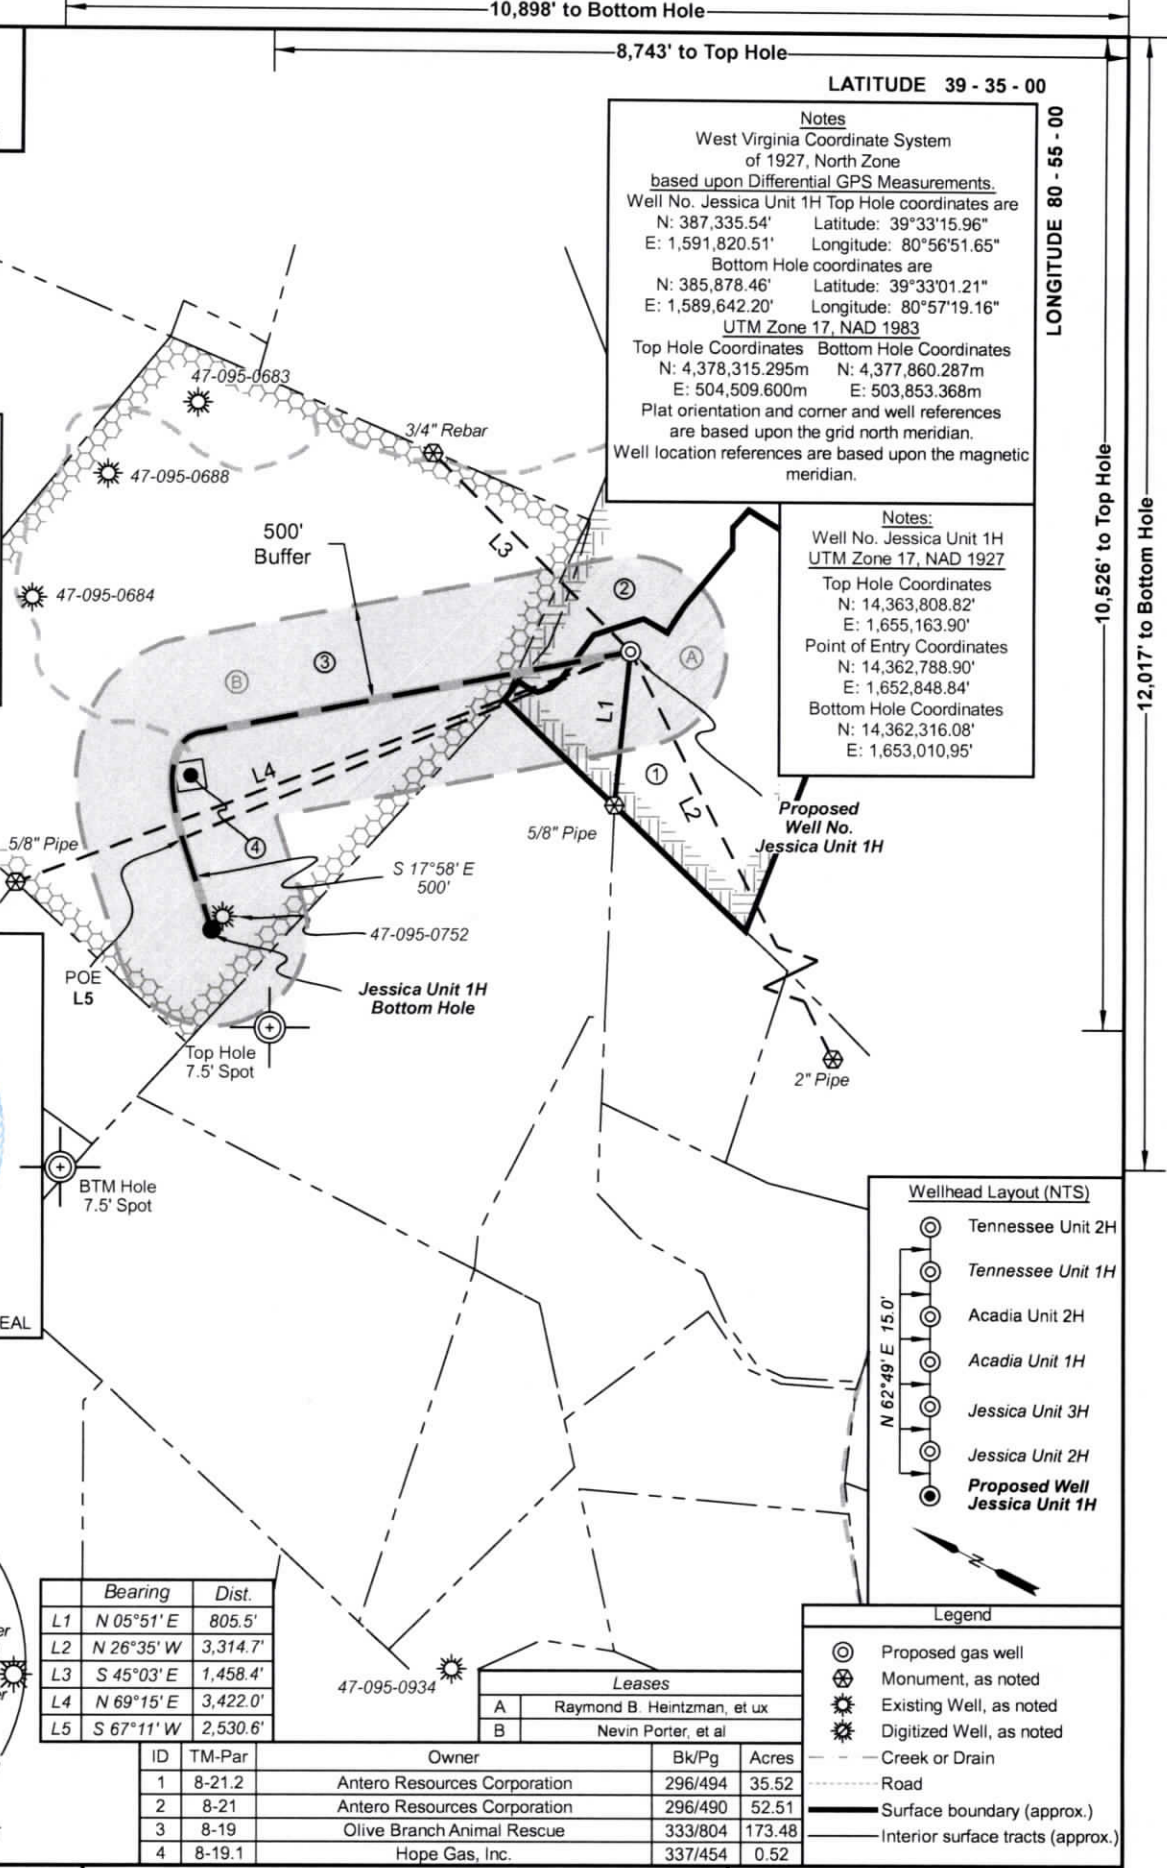 10,898' to Bottom Hole
8,743' to Top Hole
LATITUDE 39 - 35 - 00
LONGITUDE 80 - 55 - 00
10,526' to Top Hole
12,017' to Bottom Hole
Notes
West Virginia Coordinate System
of 1927, North Zone
based upon Differential GPS Measurements.
Well No. Jessica Unit 1H Top Hole coordinates are
N: 387,335.54' Latitude: 39°33'15.96"
E: 1,591,820.51' Longitude: 80°56'51.65"
Bottom Hole coordinates are
N: 385,878.46' Latitude: 39°33'01.21"
E: 1,589,642.20' Longitude: 80°57'19.16"
UTM Zone 17, NAD 1983
Top Hole Coordinates Bottom Hole Coordinates
N: 4,378,315.295m N: 4,377,860.287m
E: 504,509.600m E: 503,853.368m
Plat orientation and corner and well references
are based upon the grid north meridian.
Well location references are based upon the magnetic
meridian.
Notes:
Well No. Jessica Unit 1H
UTM Zone 17, NAD 1927
Top Hole Coordinates
N: 14,363,808.82'
E: 1,655,163.90'
Point of Entry Coordinates
N: 14,362,788.90'
E: 1,652,848.84'
Bottom Hole Coordinates
N: 14,362,316.08'
E: 1,653,010,95'
47-095-0683
3/4" Rebar
47-095-0688
500'
Buffer
L3
47-095-0684
2
3
B
A
L1
L4
1
L2
Proposed
Well No.
Jessica Unit 1H
5/8" Pipe
5/8" Pipe
4
S 17°58' E
500'
47-095-0752
POE
L5
Jessica Unit 1H
Bottom Hole
Top Hole
7.5' Spot
2" Pipe
BTM Hole
7.5' Spot
EAL
Wellhead Layout (NTS)
Tennessee Unit 2H
Tennessee Unit 1H
Acadia Unit 2H
Acadia Unit 1H
Jessica Unit 3H
Jessica Unit 2H
Proposed Well
Jessica Unit 1H
N 62°49' E 15.0'
N
Bearing Dist.
L1 N 05°51' E 805.5'
L2 N 26°35' W 3,314.7'
L3 S 45°03' E 1,458.4'
L4 N 69°15' E 3,422.0'
L5 S 67°11' W 2,530.6'
47-095-0934
Leases
A Raymond B. Heintzman, et ux
B Nevin Porter, et al
ID TM-Par Owner Bk/Pg Acres
1 8-21.2 Antero Resources Corporation 296/494 35.52
2 8-21 Antero Resources Corporation 296/490 52.51
3 8-19 Olive Branch Animal Rescue 333/804 173.48
4 8-19.1 Hope Gas, Inc. 337/454 0.52
Legend
Proposed gas well
Monument, as noted
Existing Well, as noted
Digitized Well, as noted
Creek or Drain
Road
Surface boundary (approx.)
Interior surface tracts (approx.)